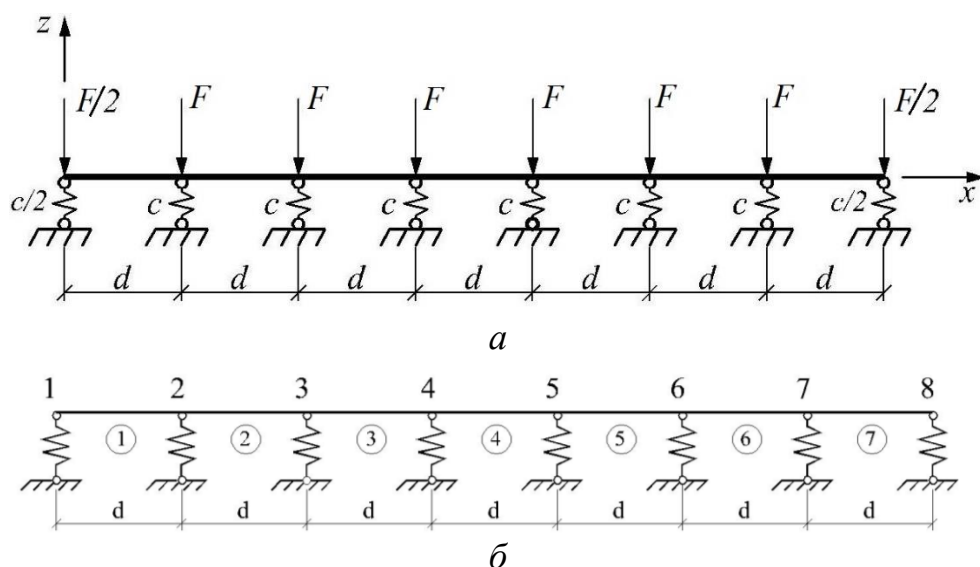 z
F/2 F F F F F F F/2
x
c/2 c c c c c c c/2
d d d d d d d
а
1 2 3 4 5 6 7 8
1 2 3 4 5 6 7
d d d d d d d
б